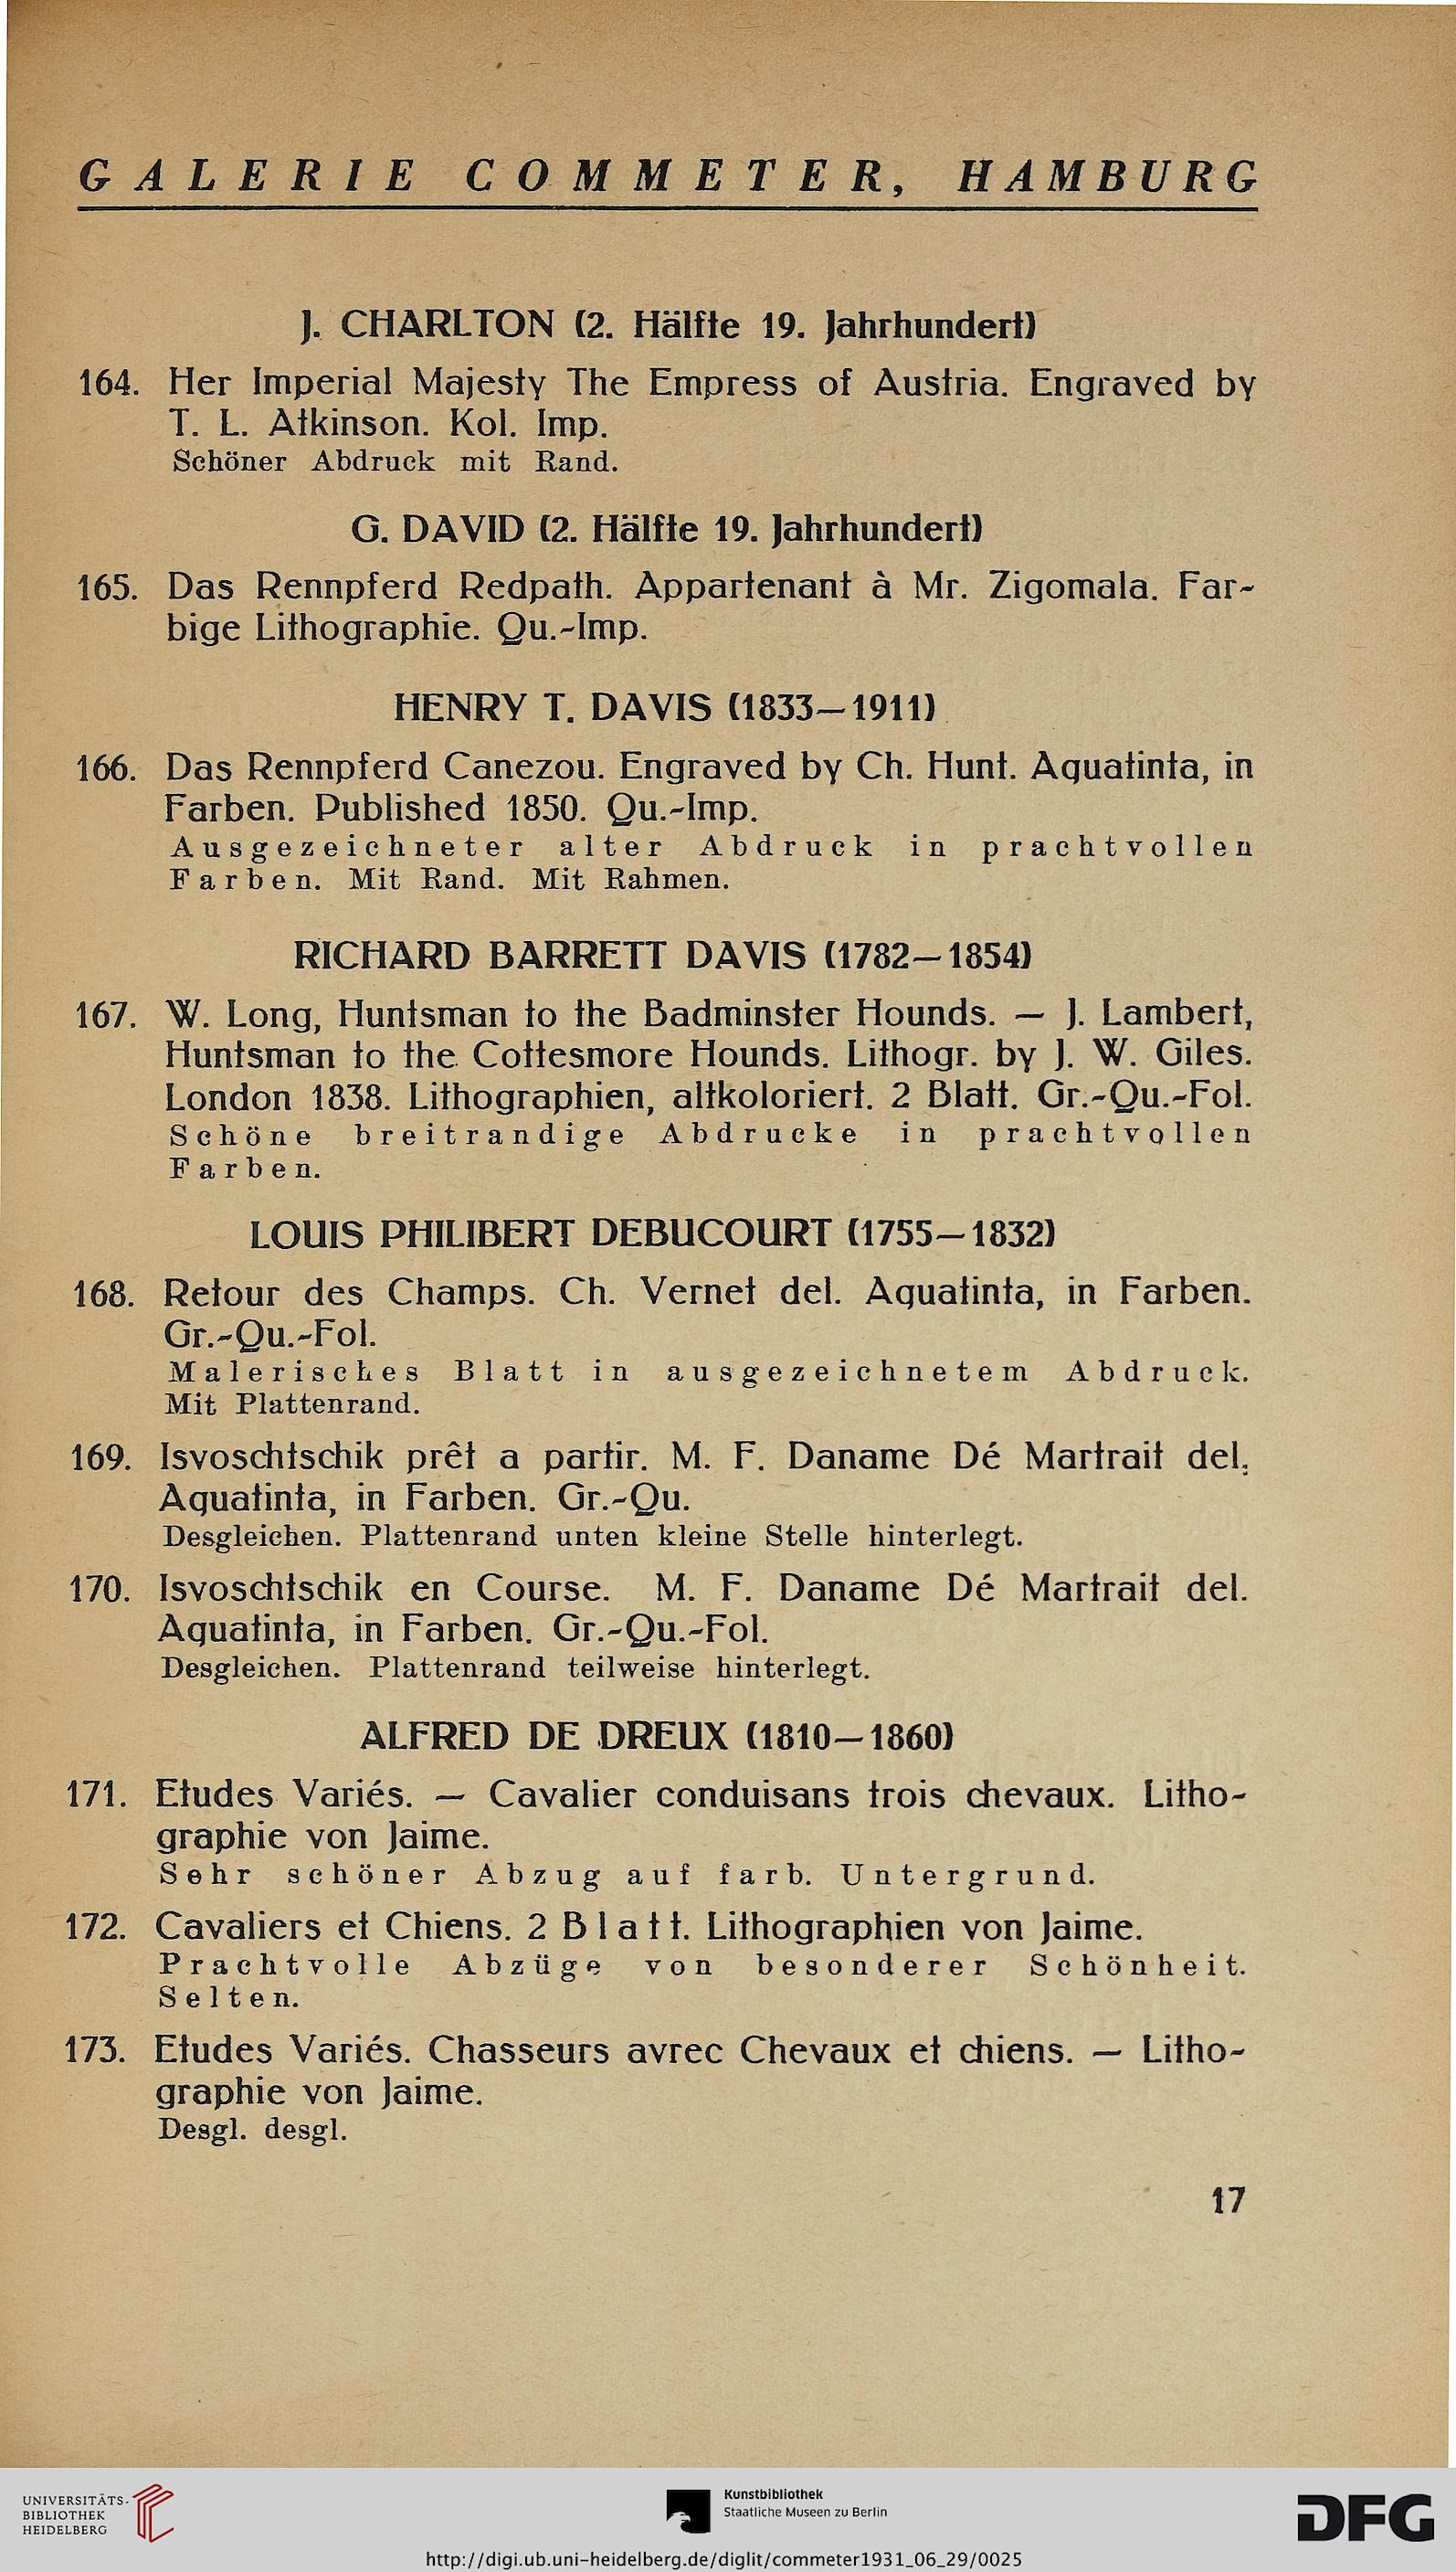 GALERIE COMMETER, HAMBURG
J. CHARLTON (2. Hälfte 19. Jahrhundert)
164. Her Imperial Majesty The Empress of Austria. Engraved by
T. L. Atkinson. Kol. Imp.
Schöner Abdruck mit Rand.
G. DAVID (2. Hälfte 19. Jahrhundert)
165. Das Rennpferd Redpath. Appartenant à Mr. Zigomala. Far-
bige Lithographie. Qu.-Imp.
HENRY T. DAVIS (1833—1911)
166. Das Rennpferd Canezou. Engraved by Ch. Hunt. Aquatinta, in
Farben. Published 1850. Qu.-Imp.
Ausgezeichneter alter Abdruck in prachtvollen
Farben. Mit Rand. Mit Rahmen.
RICHARD BARRETT DAVIS (1782—1854)
167. W. Long, Huntsman to the Badminster Hounds. — J. Lambert,
Huntsman to the Cottesmore Hounds. Lithogr. by J. W. Giles.
London 1838. Lithographien, altkoloriert. 2 Blatt. Gr.-Qu.-Fol.
Schöne breitrandige Abdrucke in prachtvollen
Farben.
LOUIS PHILIBERT DEBUCOURT (1755—1832)
168. Retour des Champs. Ch. Vernet del. Aquatinta, in Farben.
Gr.-Qu.-Fol.
Malerisches Blatt in ausgezeichnetem Abdruck.
Mit Plattenrand.
169. Isvoschtschik prêt a partir. M. F. Daname Dé Martrait del.
Aquatinta, in Farben. Gr.-Qu.
Desgleichen. Plattenrand unten kleine Stelle hinterlegt.
170. Isvoschtschik en Course. M. F. Daname Dé Martrait del.
Aquatinta, in Farben. Gr.-Qu.-Fol.
Desgleichen. Plattenrand teilweise hinterlegt.
ALFRED DE DREUX (1810—1860)
171. Etudes Variés. — Cavalier conduisans trois chevaux. Litho-
graphie von Jaime.
Sehr schöner Abzug auf farb. Untergrund.
172. Cavaliers et Chiens. 2 Blatt. Lithographien von Jaime.
Prachtvolle Abzüge von besonderer Schönheit.
Selten.
173. Etudes Variés. Chasseurs avrec Chevaux et chiens. — Litho-
graphie von Jaime.
Desgl. desgl.
17
UNIVERSITÄTS-
BIBLIOTHEK
HEIDELBERG
Kunstbibliothek
Staatliche Museen zu Berlin
DFG
http://digi.ub.uni-heidelberg.de/diglit/commeter1931_06_29/0025